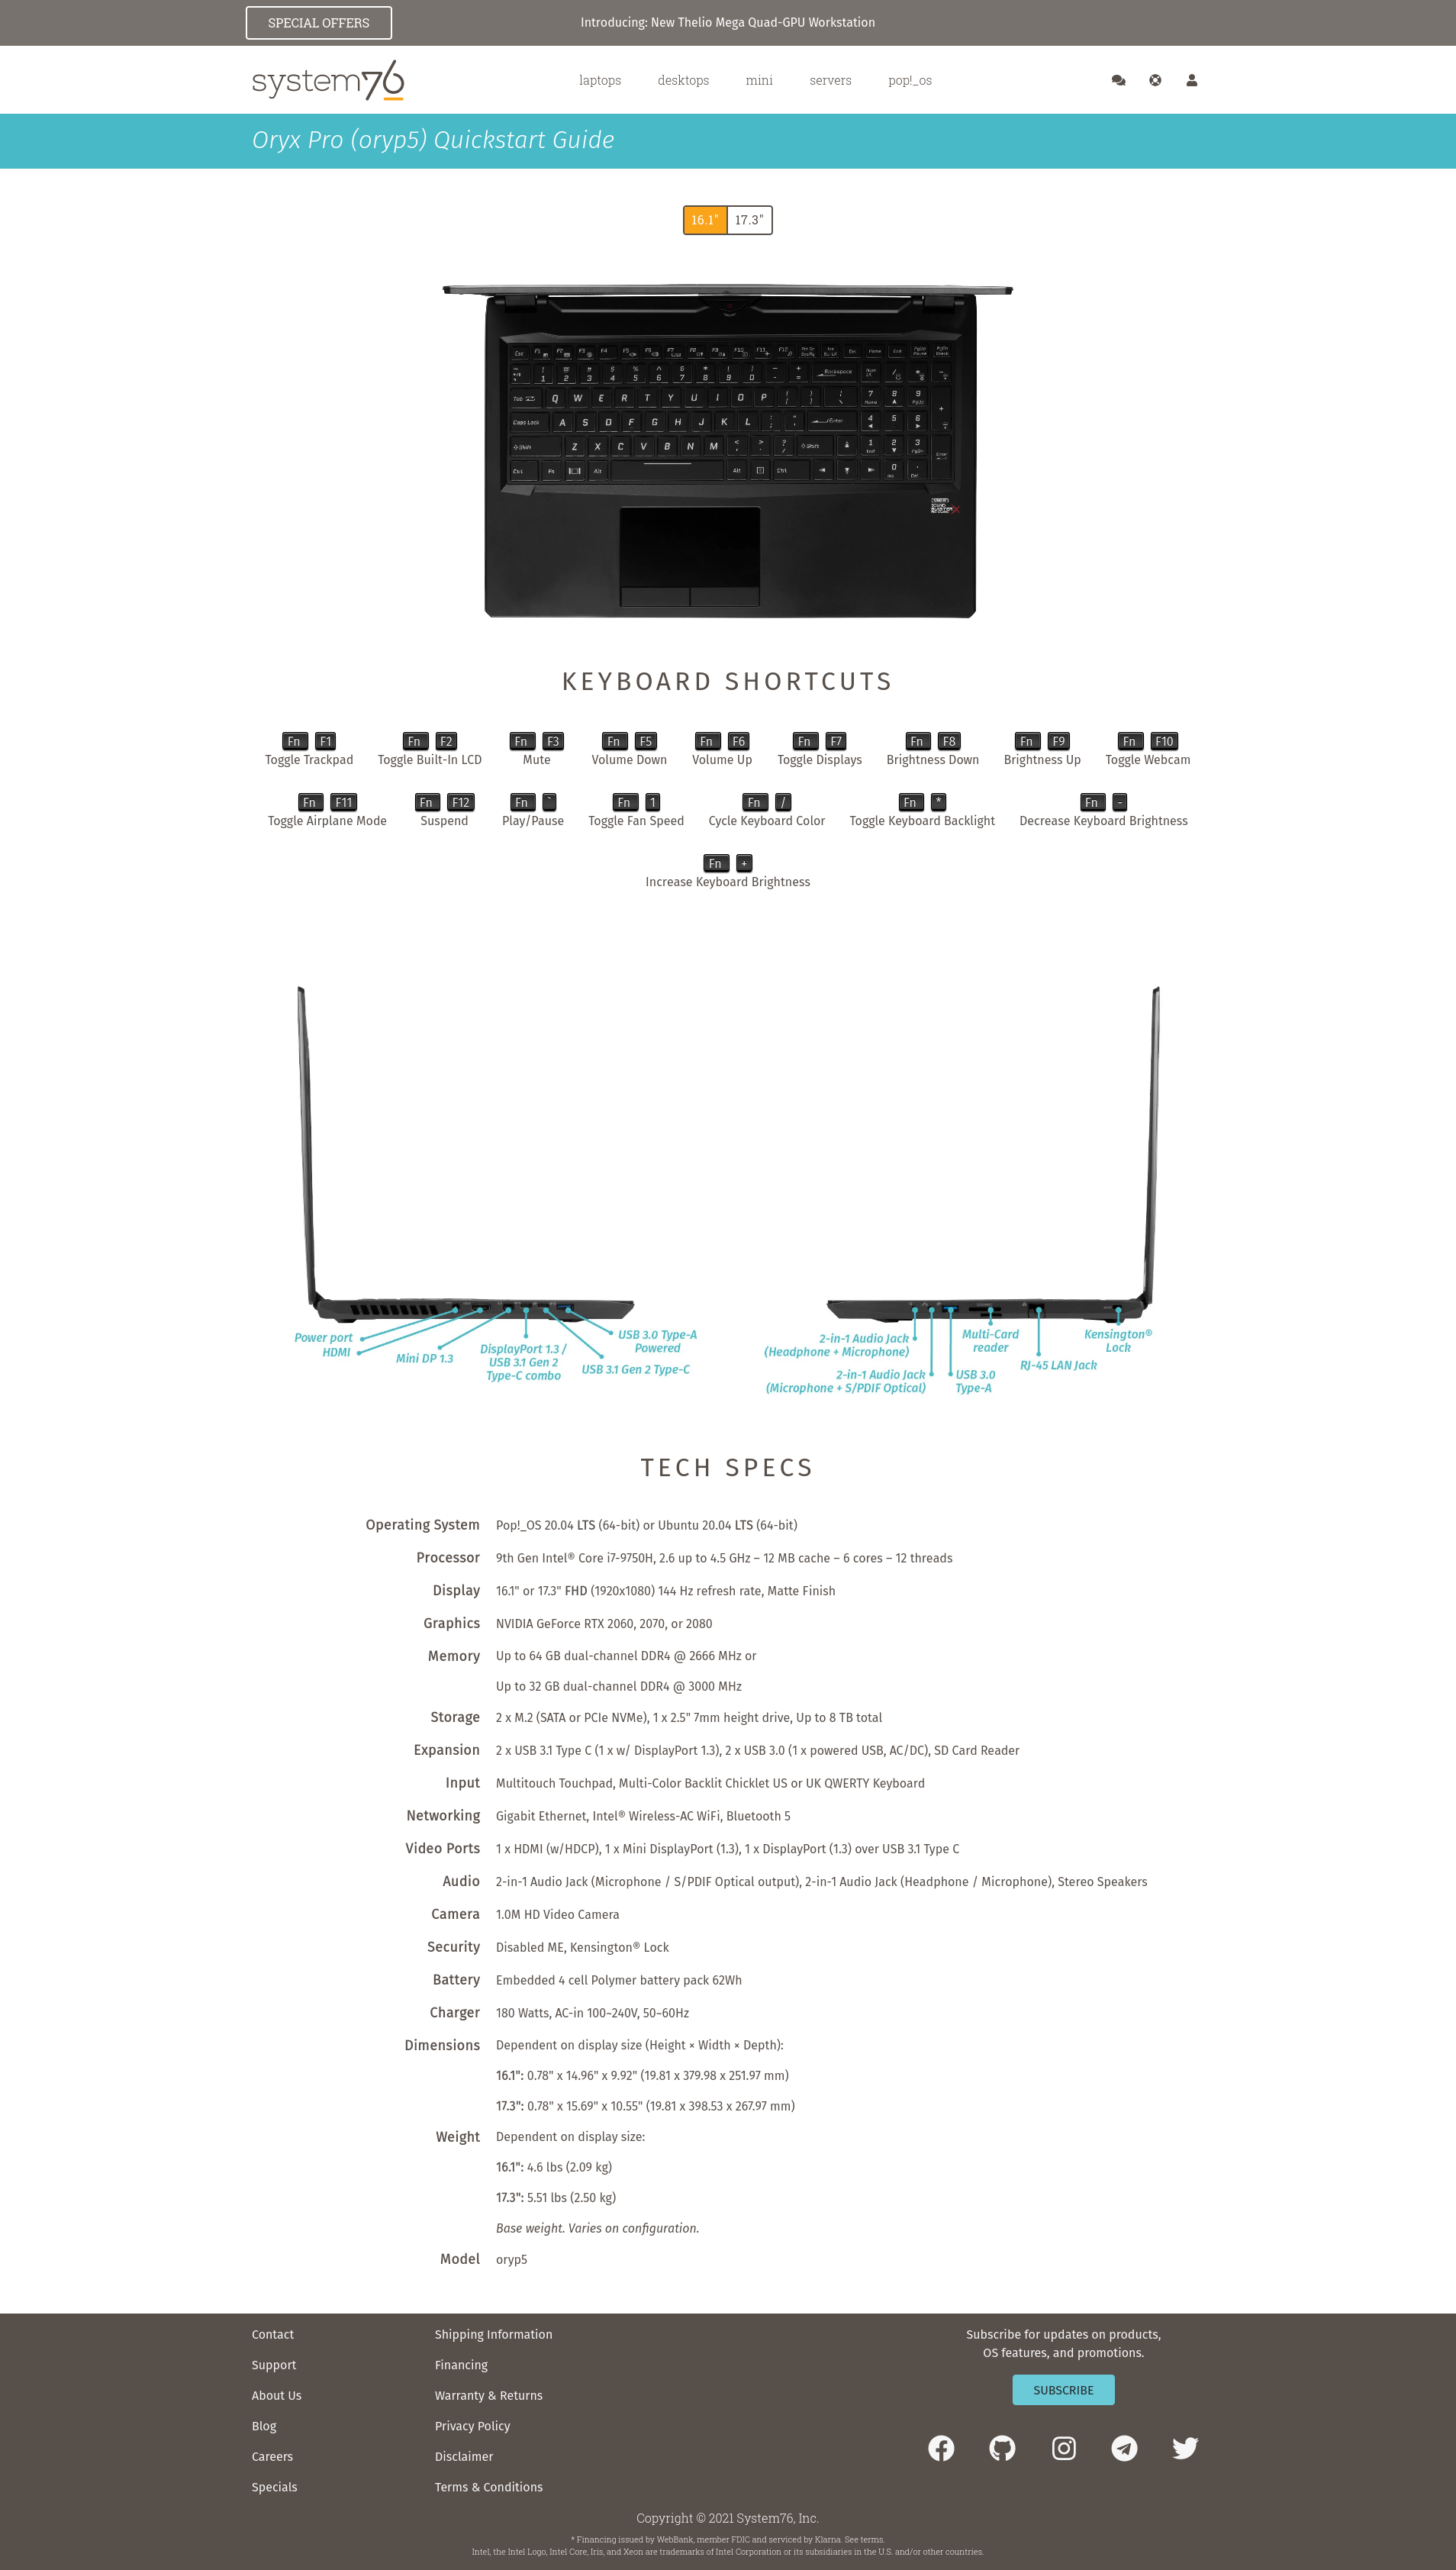 SPECIAL OFFERS
Introducing: New Thelio Mega Quad-GPU Workstation
system76
laptops desktops mini servers pop!_os
Oryx Pro (oryp5) Quickstart Guide
16.1" 17.3"
KEYBOARD SHORTCUTS
Fn F1 Fn F2 Fn F3 Fn F5 Fn F6 Fn F7 Fn F8 Fn F9 Fn F10
Toggle Trackpad Toggle Built-In LCD Mute Volume Down Volume Up Toggle Displays Brightness Down Brightness Up Toggle Webcam
Fn F11 Fn F12 Fn ` Fn 1 Fn / Fn * Fn -
Toggle Airplane Mode Suspend Play/Pause Toggle Fan Speed Cycle Keyboard Color Toggle Keyboard Backlight Decrease Keyboard Brightness
Fn +
Increase Keyboard Brightness
Power port
HDMI
Mini DP 1.3
DisplayPort 1.3 /
USB 3.1 Gen 2
Type-C combo
USB 3.0 Type-A
Powered
USB 3.1 Gen 2 Type-C
2-in-1 Audio Jack
(Headphone + Microphone)
2-in-1 Audio Jack
(Microphone + S/PDIF Optical)
USB 3.0
Type-A
Multi-Card
reader
RJ-45 LAN Jack
Kensington®
Lock
TECH SPECS
Operating System Pop!_OS 20.04 LTS (64-bit) or Ubuntu 20.04 LTS (64-bit)
Processor 9th Gen Intel® Core i7-9750H, 2.6 up to 4.5 GHz – 12 MB cache – 6 cores – 12 threads
Display 16.1" or 17.3" FHD (1920x1080) 144 Hz refresh rate, Matte Finish
Graphics NVIDIA GeForce RTX 2060, 2070, or 2080
Memory Up to 64 GB dual-channel DDR4 @ 2666 MHz or
Up to 32 GB dual-channel DDR4 @ 3000 MHz
Storage 2 x M.2 (SATA or PCIe NVMe), 1 x 2.5" 7mm height drive, Up to 8 TB total
Expansion 2 x USB 3.1 Type C (1 x w/ DisplayPort 1.3), 2 x USB 3.0 (1 x powered USB, AC/DC), SD Card Reader
Input Multitouch Touchpad, Multi-Color Backlit Chicklet US or UK QWERTY Keyboard
Networking Gigabit Ethernet, Intel® Wireless-AC WiFi, Bluetooth 5
Video Ports 1 x HDMI (w/HDCP), 1 x Mini DisplayPort (1.3), 1 x DisplayPort (1.3) over USB 3.1 Type C
Audio 2-in-1 Audio Jack (Microphone / S/PDIF Optical output), 2-in-1 Audio Jack (Headphone / Microphone), Stereo Speakers
Camera 1.0M HD Video Camera
Security Disabled ME, Kensington® Lock
Battery Embedded 4 cell Polymer battery pack 62Wh
Charger 180 Watts, AC-in 100~240V, 50~60Hz
Dimensions Dependent on display size (Height × Width × Depth):
16.1": 0.78" x 14.96" x 9.92" (19.81 x 379.98 x 251.97 mm)
17.3": 0.78" x 15.69" x 10.55" (19.81 x 398.53 x 267.97 mm)
Weight Dependent on display size:
16.1": 4.6 lbs (2.09 kg)
17.3": 5.51 lbs (2.50 kg)
Base weight. Varies on configuration.
Model oryp5
Contact
Support
About Us
Blog
Careers
Specials
Shipping Information
Financing
Warranty & Returns
Privacy Policy
Disclaimer
Terms & Conditions
Subscribe for updates on products,
OS features, and promotions.
SUBSCRIBE
Copyright © 2021 System76, Inc.
* Financing issued by WebBank, member FDIC and serviced by Klarna. See terms.
Intel, the Intel Logo, Intel Core, Iris, and Xeon are trademarks of Intel Corporation or its subsidiaries in the U.S. and/or other countries.